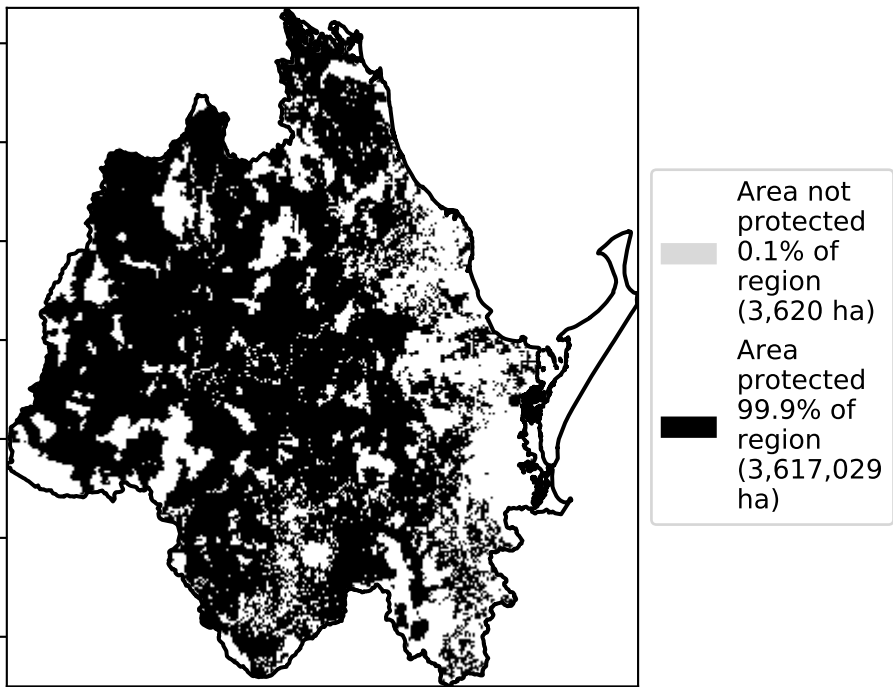 Area not
protected
0.1% of
region
(3,620 ha)
Area
protected
99.9% of
region
(3,617,029
ha)